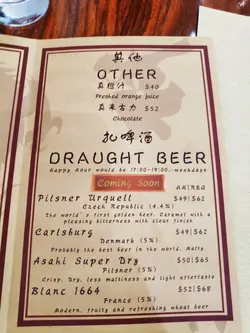 其他
OTHER
真橙汁 $40
Freshed orange juice
真朱古力 $52
Chocolate
扎啤酒
DRAUGHT BEER
Happy Hour would be 17:00-19:00,-weekdays
Coming Soon
HH|REG
Pilsner Urquell $49|$62
Czech Republic (4.4%)
The world's first golden beer. Caramel with a
pleasing bitterness with clear finish
Carlsburg $49|$62
Denmark (5%)
Probably the best beer in the world. Malty.
Asahi Super Dry $50|$65
Pilsner (5%)
Crisp, Dry, less maltiness and light aftertaste
Blanc 1664 $52|$68
France (5%)
Modern, fruity and refreshing wheat beer